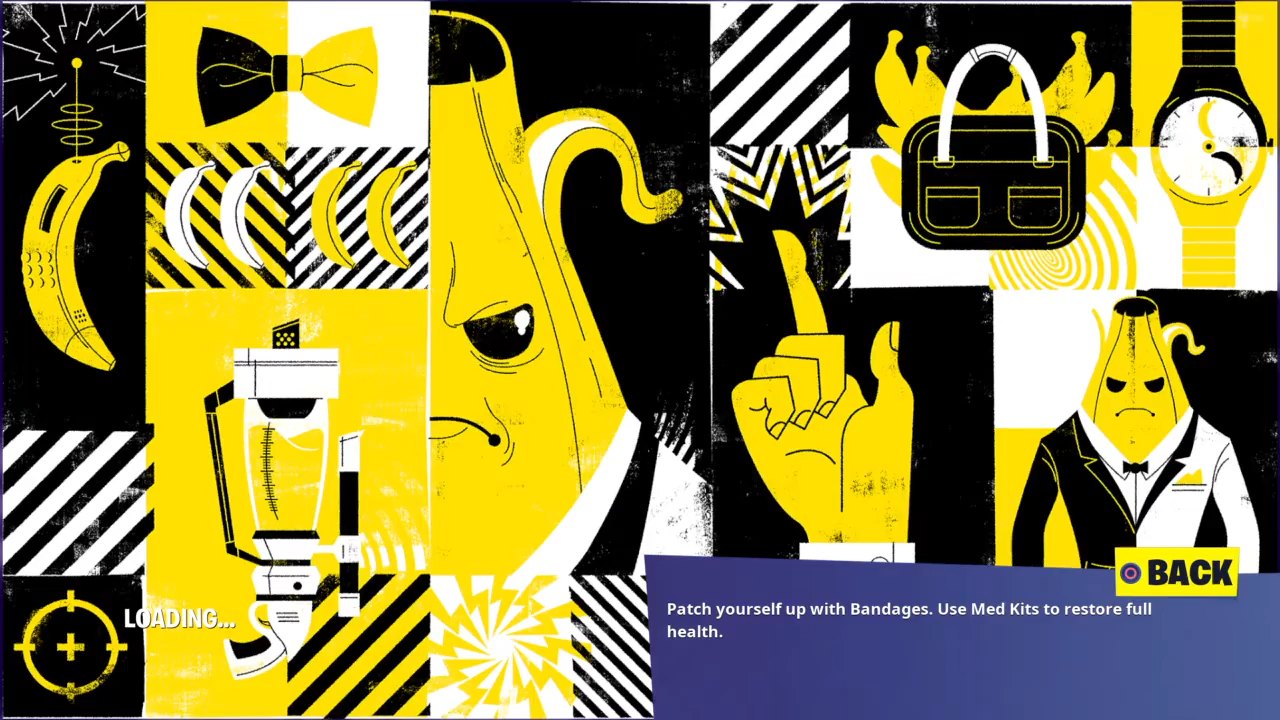 LOADING...
BACK
Patch yourself up with Bandages. Use Med Kits to restore full
health.